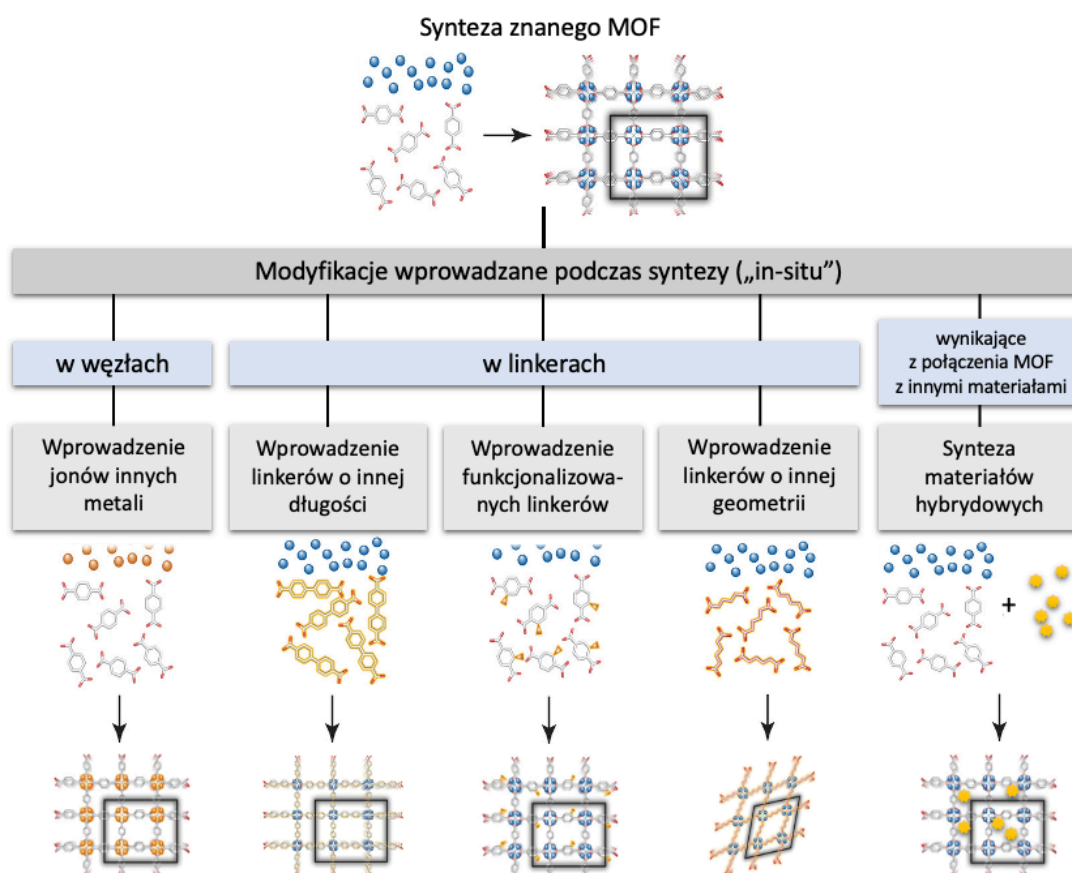 Synteza znanego MOF
Modyfikacje wprowadzane podczas syntezy („in-situ”)
w węzłach
w linkerach
wynikające
z połączenia MOF
z innymi materiałami
Wprowadzenie
jonów innych
metali
Wprowadzenie
linkerów o innej
długości
Wprowadzenie
funkcjonalizowa-
nych linkerów
Wprowadzenie
linkerów o innej
geometrii
Synteza
materiałów
hybrydowych
+